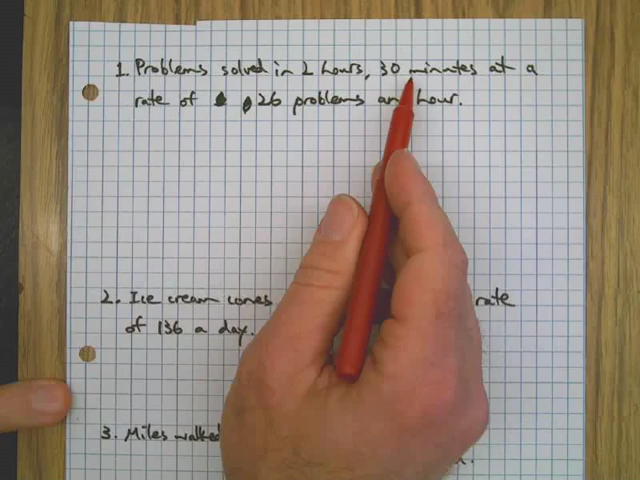 1. Problems solved in 2 hours, 30 minutes at a
rate of 26 problems an hour.
2. Ice cream cones rate
of 136 a day.
3. Miles walked